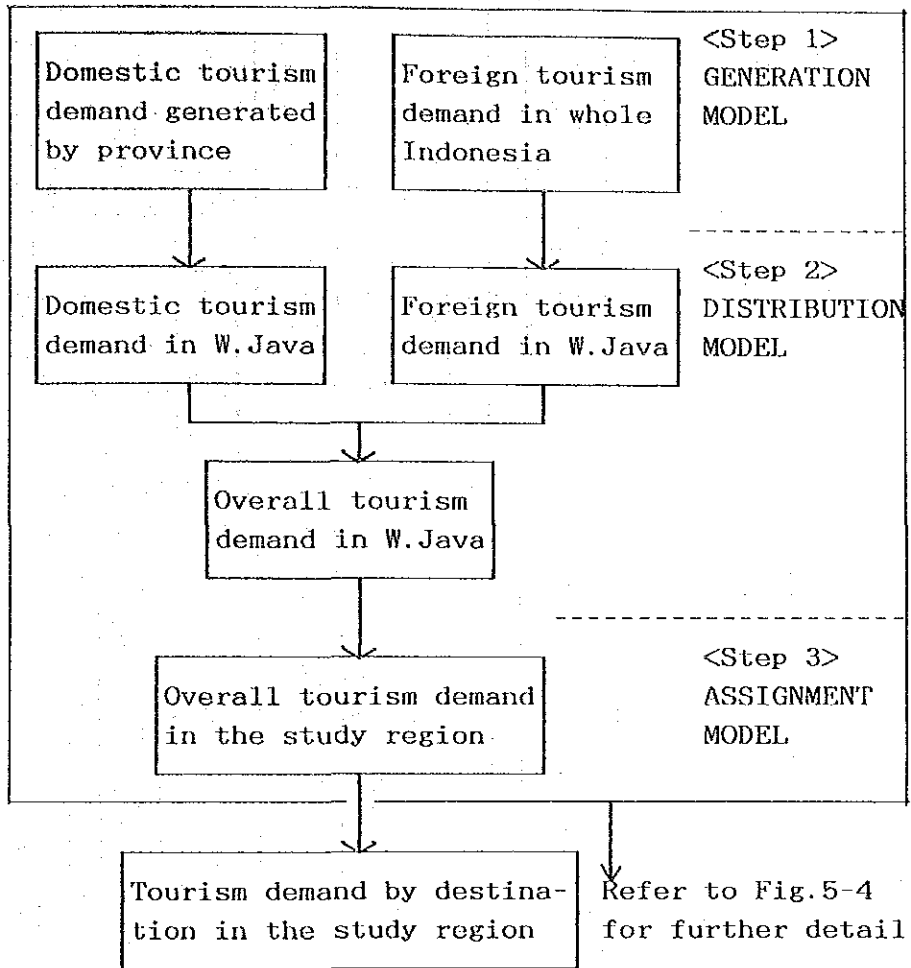 Domestic tourism
demand generated
by province
Foreign tourism
demand in whole
Indonesia
<Step 1>
GENERATION
MODEL
Domestic tourism
demand in W.Java
Foreign tourism
demand in W.Java
<Step 2>
DISTRIBUTION
MODEL
Overall tourism
demand in W.Java
Overall tourism demand
in the study region
<Step 3>
ASSIGNMENT
MODEL
Tourism demand by destina-
tion in the study region
Refer to Fig.5-4
for further detail